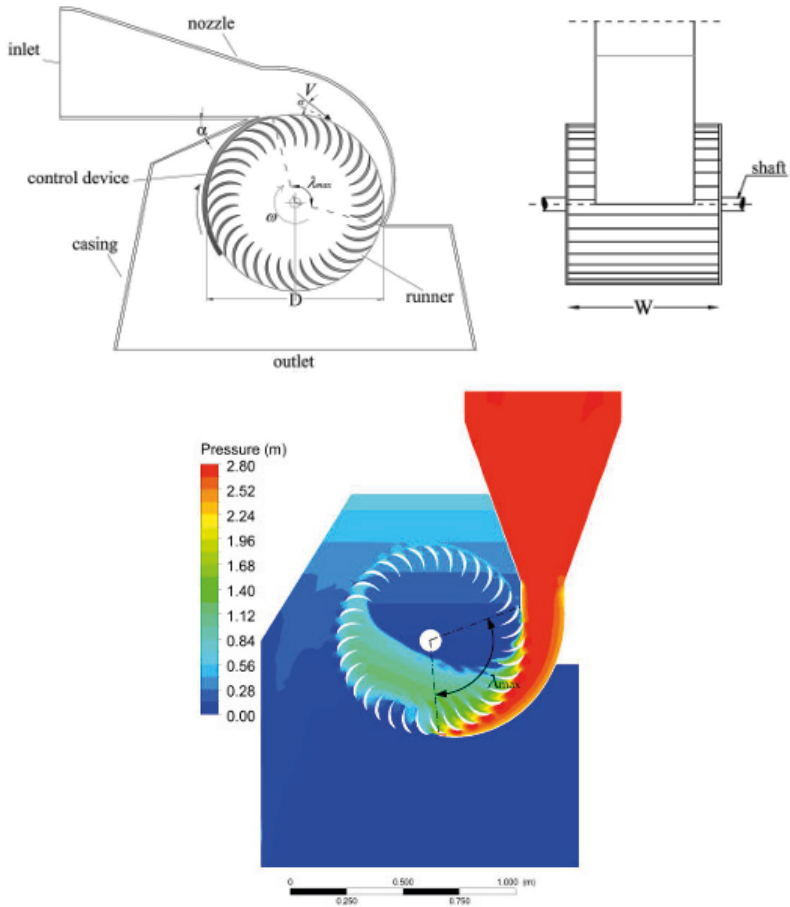 nozzle
inlet
V
α
α
control device
λmax
ω
casing
runner
D
outlet
shaft
W
Pressure (m)
2.80
2.52
2.24
1.96
1.68
1.40
1.12
0.84
0.56
0.28
0.00
λmax
0 0.500 1.000 (m)
0.250 0.750